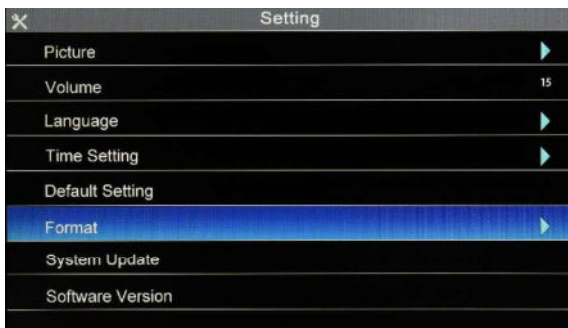 Setting
Picture
Volume 15
Language
Time Setting
Default Setting
Format
System Update
Software Version